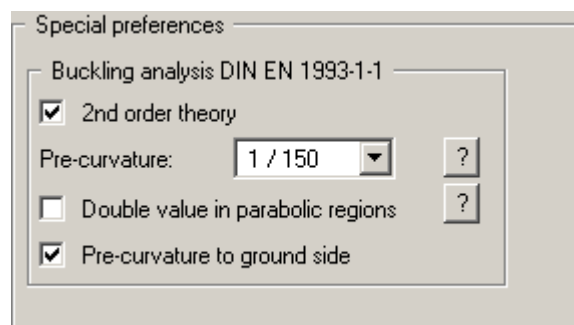 Special preferences
Buckling analysis DIN EN 1993-1-1
2nd order theory
Pre-curvature: 1 / 150 ?
Double value in parabolic regions ?
Pre-curvature to ground side